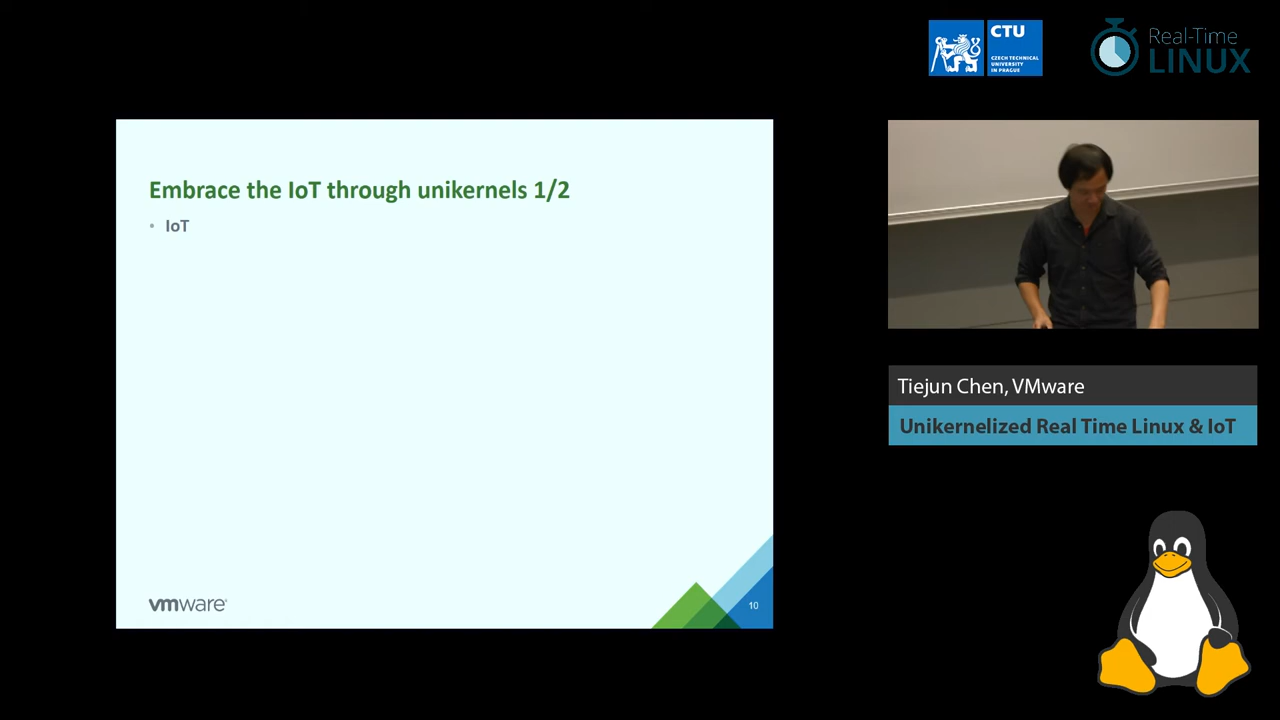 CTU
CZECH TECHNICAL
UNIVERSITY
IN PRAGUE
Real-Time
LINUX
Embrace the IoT through unikernels 1/2
• IoT
vmware
10
Tiejun Chen, VMware
Unikernelized Real Time Linux & IoT